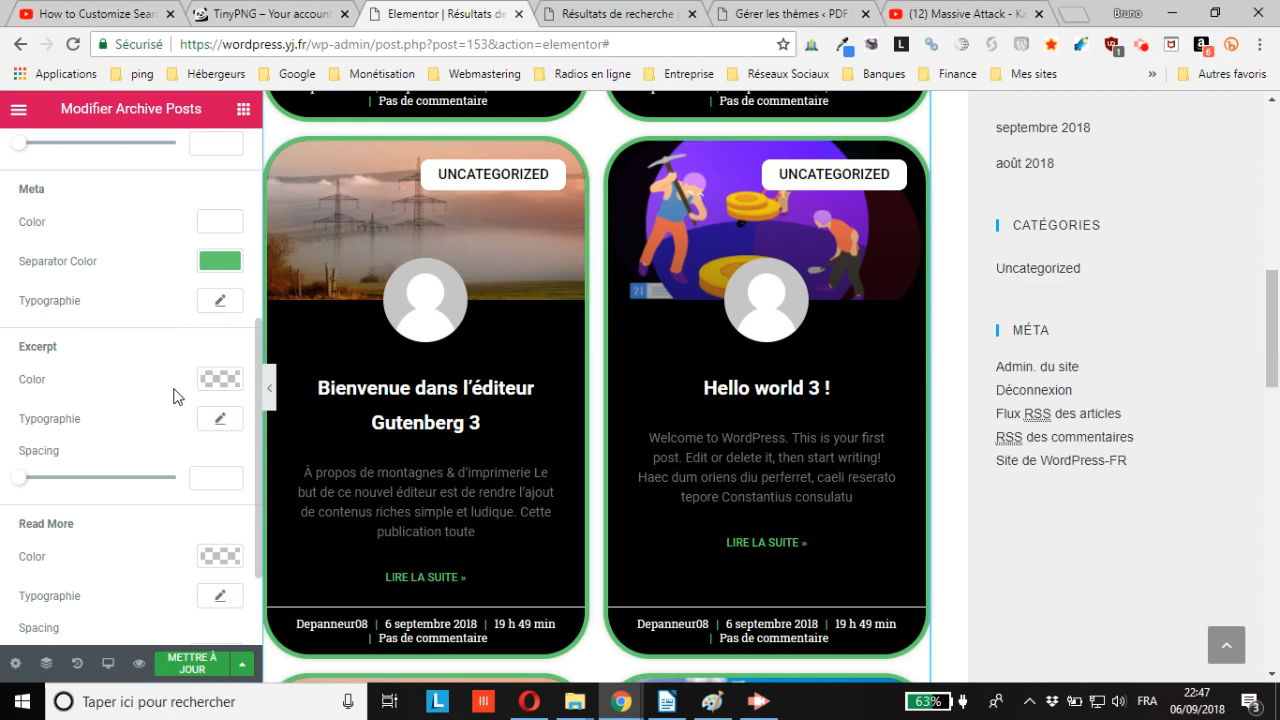 How to Customize Sear
TinyPNG – Your accoun
Elementor | Résultats de
Résultats de recherche
Gérer les thèmes ‹ PDF
(12) Massive Attack - Ka
Bruno
Sécurisé
https://wordpress.yj.fr/wp-admin/post.php?post=153&action=elementor#
Applications
ping
Hébergeurs
Google
Monétisation
Webmastering
Radios en ligne
Entreprise
Réseaux Sociaux
Banques
Finance
Mes sites
»
Autres favoris
Modifier Archive Posts
Meta
Color
Separator Color
Typographie
Excerpt
Color
Typographie
Spacing
Read More
Color
Typographie
Spacing
METTRE À
JOUR
| Pas de commentaire
| Pas de commentaire
UNCATEGORIZED
Bienvenue dans l’éditeur
Gutenberg 3
À propos de montagnes & d’imprimerie Le
but de ce nouvel éditeur est de rendre l’ajout
de contenus riches simple et ludique. Cette
publication toute
LIRE LA SUITE »
Depanneur08 | 6 septembre 2018 | 19 h 49 min
| Pas de commentaire
UNCATEGORIZED
21
Hello world 3 !
Welcome to WordPress. This is your first
post. Edit or delete it, then start writing!
Haec dum oriens diu perferret, caeli reserato
tepore Constantius consulatu
LIRE LA SUITE »
Depanneur08 | 6 septembre 2018 | 19 h 49 min
| Pas de commentaire
septembre 2018
août 2018
CATÉGORIES
Uncategorized
MÉTA
Admin. du site
Déconnexion
Flux RSS des articles
RSS des commentaires
Site de WordPress-FR
Taper ici pour rechercher
63%
FRA
22:47
06/09/2018